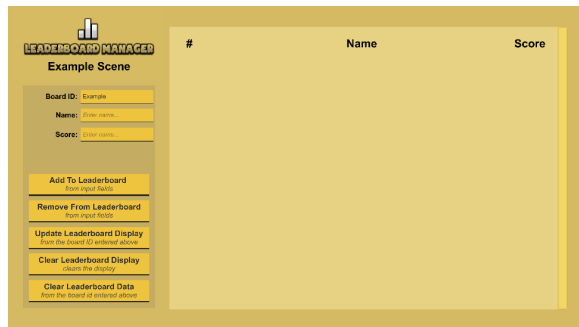 LEADERBOARD MANAGER
Example Scene
Board ID: Example
Name: Enter name...
Score: Enter name...
Add To Leaderboard
from input fields
Remove From Leaderboard
from input fields
Update Leaderboard Display
from the board ID entered above
Clear Leaderboard Display
clears the display
Clear Leaderboard Data
from the board id entered above
# Name Score